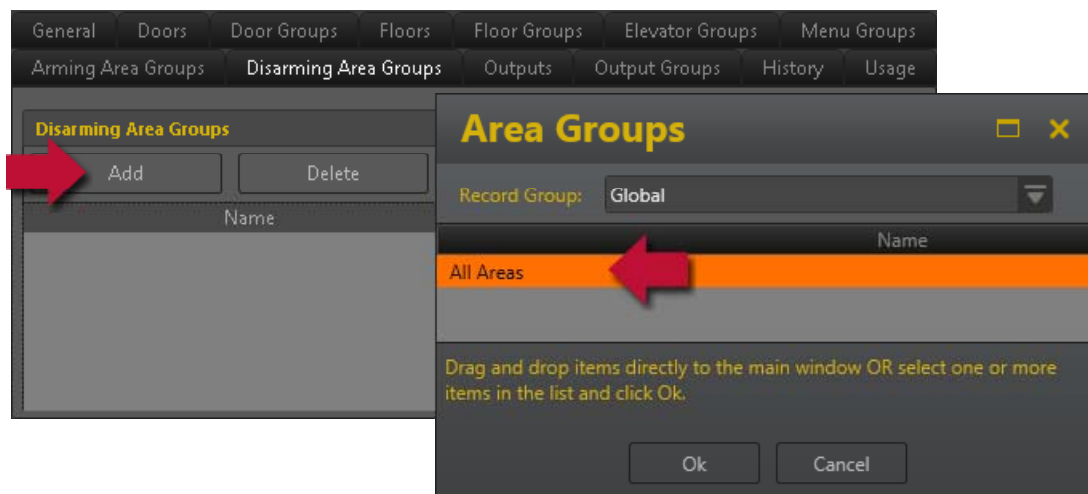 General Doors Door Groups Floors Floor Groups Elevator Groups Menu Groups
Arming Area Groups Disarming Area Groups Outputs Output Groups History Usage
Disarming Area Groups
Add Delete
Name
Area Groups
Record Group: Global
Name
All Areas
Drag and drop items directly to the main window OR select one or more
items in the list and click Ok.
Ok Cancel